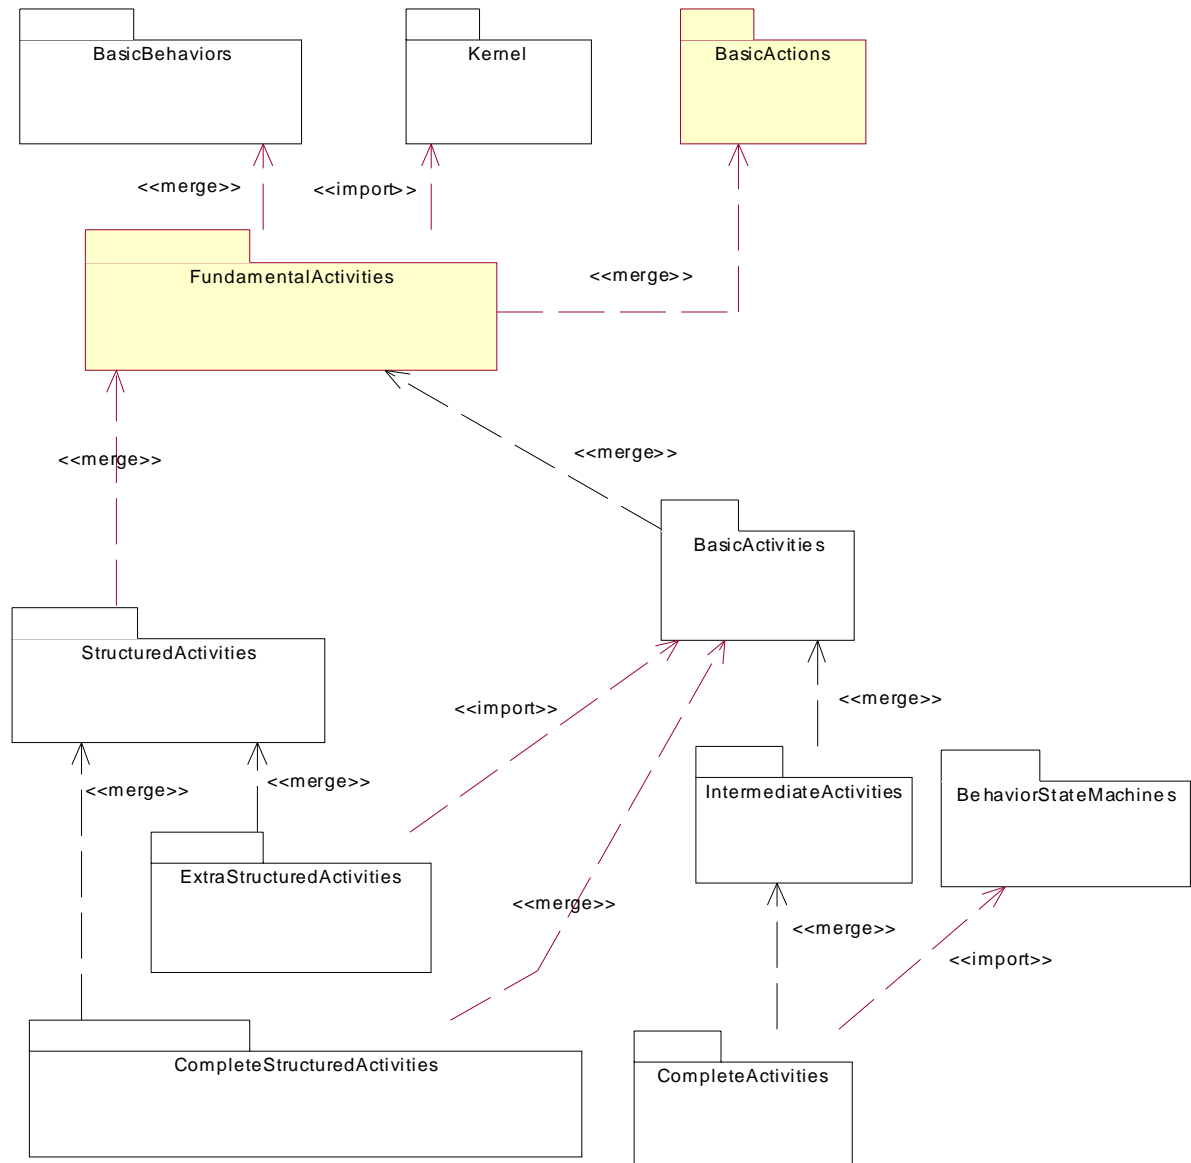 BasicBehaviors
Kernel
BasicActions
<<merge>>
<<import>>
<<merge>>
FundamentalActivities
<<merge>>
<<merge>>
BasicActivities
StructuredActivities
<<import>>
<<merge>>
<<merge>>
<<merge>>
IntermediateActivities
BehaviorStateMachines
ExtraStructuredActivities
<<merge>>
<<merge>>
<<import>>
CompleteStructuredActivities
CompleteActivities